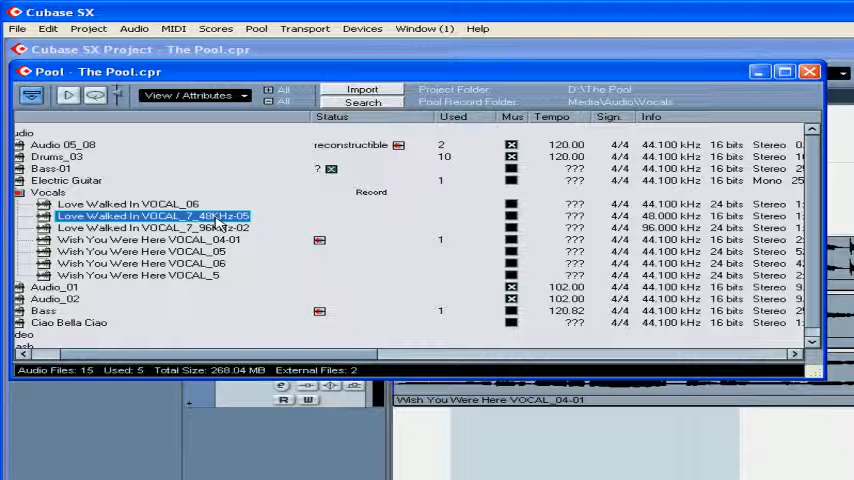 Cubase SX
File Edit Project Audio MIDI Scores Pool Transport Devices Window (1) Help
Cubase SX Project - The Pool.cpr
Pool - The Pool.cpr
View / Attributes All Import Project Folder: D:\The Pool
All Search Pool Record Folder: Media\Audio\Vocals
Status Used Mus Tempo Sign. Info
udio
Audio 05_08 reconstructible 2 120.00 4/4 44.100 kHz 16 bits Stereo 0.
Drums_03 10 120.00 4/4 44.100 kHz 16 bits Stereo
Bass-01 ? ??? 4/4 44.100 kHz 16 bits Stereo
Electric Guitar 1 ??? 4/4 44.100 kHz 16 bits Mono
Vocals Record
Love Walked In VOCAL_06 ??? 4/4 44.100 kHz 24 bits Stereo
Love Walked In VOCAL_7_48KHz-05 ??? 4/4 48.000 kHz 16 bits Stereo
Love Walked In VOCAL_7_96KHz-02 ??? 4/4 96.000 kHz 16 bits Stereo
Wish You Were Here VOCAL_04-01 1 ??? 4/4 44.100 kHz 16 bits Stereo
Wish You Were Here VOCAL_05 ??? 4/4 44.100 kHz 24 bits Stereo
Wish You Were Here VOCAL_06 ??? 4/4 44.100 kHz 24 bits Stereo
Wish You Were Here VOCAL_5 ??? 4/4 44.100 kHz 24 bits Stereo
Audio_01 102.00 4/4 44.100 kHz 16 bits Stereo 9.
Audio_02 102.00 4/4 44.100 kHz 16 bits Stereo 9.
Bass 1 120.82 4/4 44.100 kHz 16 bits Stereo
Ciao Bella Ciao ??? 4/4 44.100 kHz 16 bits Stereo
deo
Audio Files: 15 Used: 5 Total Size: 268.04 MB External Files: 2
e
R W
Wish You Were Here VOCAL_04-01